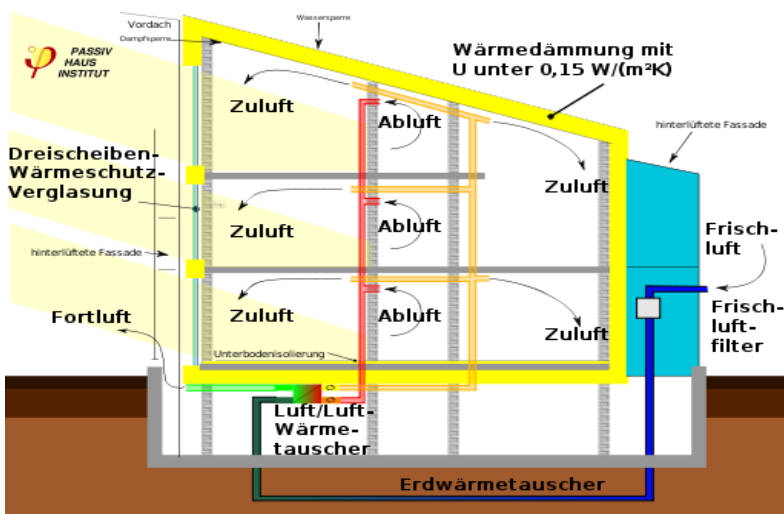 Vordach
Wassersperre
Dampfsperre
PASSIV
HAUS
INSTITUT
Wärmedämmung mit
U unter 0,15 W/(m²K)
Zuluft
Abluft
hinterlüftete Fassade
Dreischeiben-
Wärmeschutz-
Verglasung
Zuluft
Zuluft
Abluft
Frisch-
luft
hinterlüftete Fassade
Fortluft
Zuluft
Abluft
Zuluft
Frisch-
luft-
filter
Unterbodenisolierung
Luft/Luft-
Wärme-
tauscher
Erdwärmetauscher